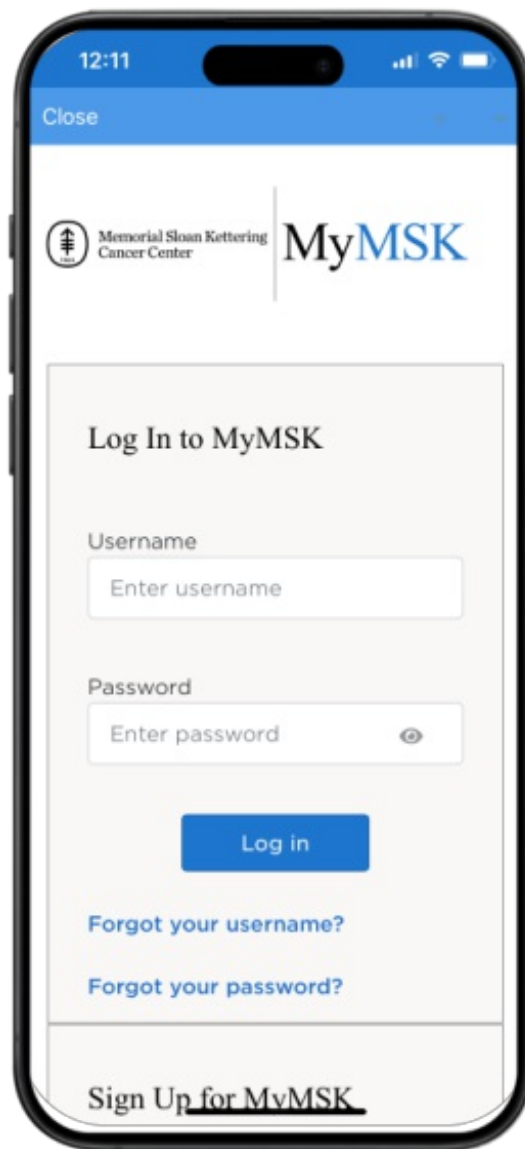 12:11
Close
Memorial Sloan Kettering
Cancer Center
MyMSK
Log In to MyMSK
Username
Enter username
Password
Enter password
Log in
Forgot your username?
Forgot your password?
Sign Up for MyMSK